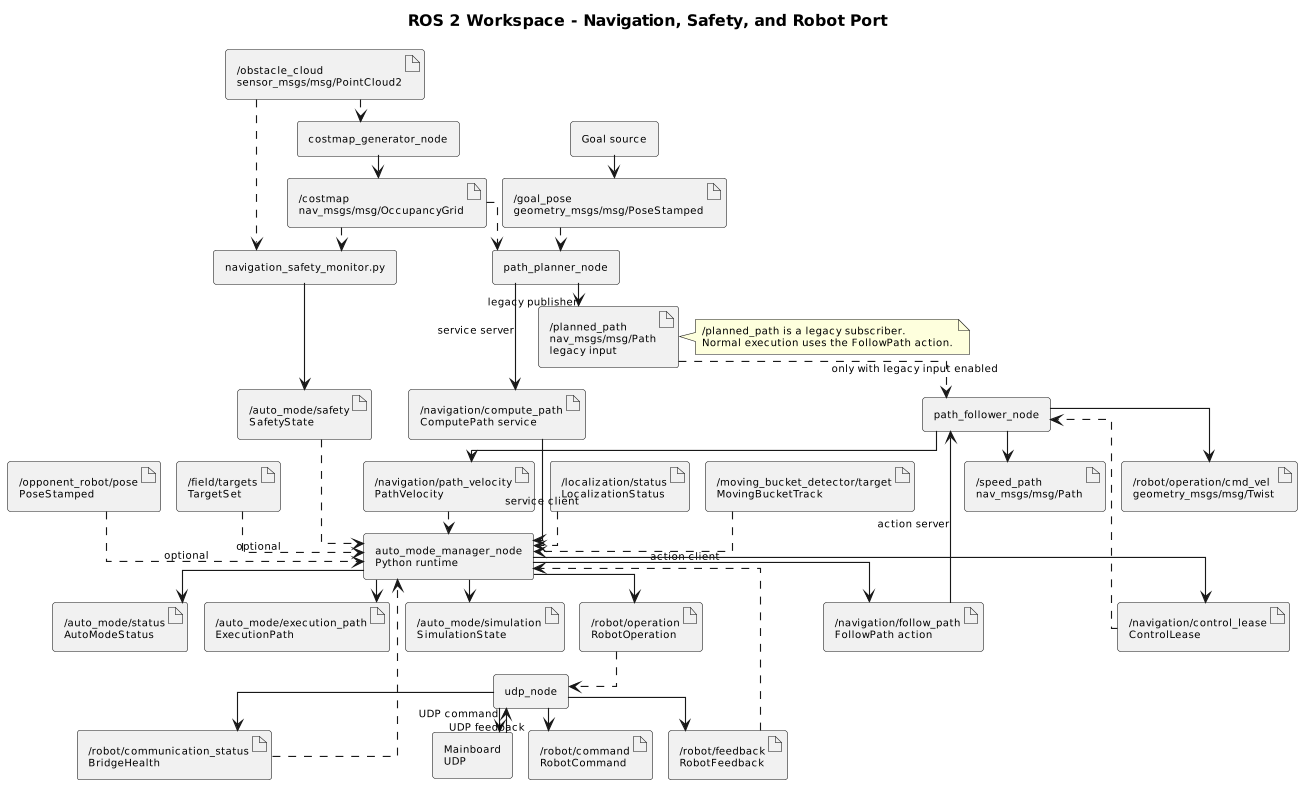 ROS 2 Workspace - Navigation, Safety, and Robot Port
/obstacle_cloud
sensor_msgs/msg/PointCloud2
costmap_generator_node
Goal source
/costmap
nav_msgs/msg/OccupancyGrid
/goal_pose
geometry_msgs/msg/PoseStamped
navigation_safety_monitor.py
path_planner_node
legacy publisher
service server
/planned_path
nav_msgs/msg/Path
legacy input
/planned_path is a legacy subscriber.
Normal execution uses the FollowPath action.
only with legacy input enabled
/auto_mode/safety
SafetyState
/navigation/compute_path
ComputePath service
path_follower_node
/opponent_robot/pose
PoseStamped
/field/targets
TargetSet
/navigation/path_velocity
PathVelocity
/localization/status
LocalizationStatus
service client
/moving_bucket_detector/target
MovingBucketTrack
/speed_path
nav_msgs/msg/Path
/robot/operation/cmd_vel
geometry_msgs/msg/Twist
action server
optional
optional
auto_mode_manager_node
Python runtime
action client
/auto_mode/status
AutoModeStatus
/auto_mode/execution_path
ExecutionPath
/auto_mode/simulation
SimulationState
/robot/operation
RobotOperation
/navigation/follow_path
FollowPath action
/navigation/control_lease
ControlLease
udp_node
UDP command
UDP feedback
/robot/communication_status
BridgeHealth
Mainboard
UDP
/robot/command
RobotCommand
/robot/feedback
RobotFeedback